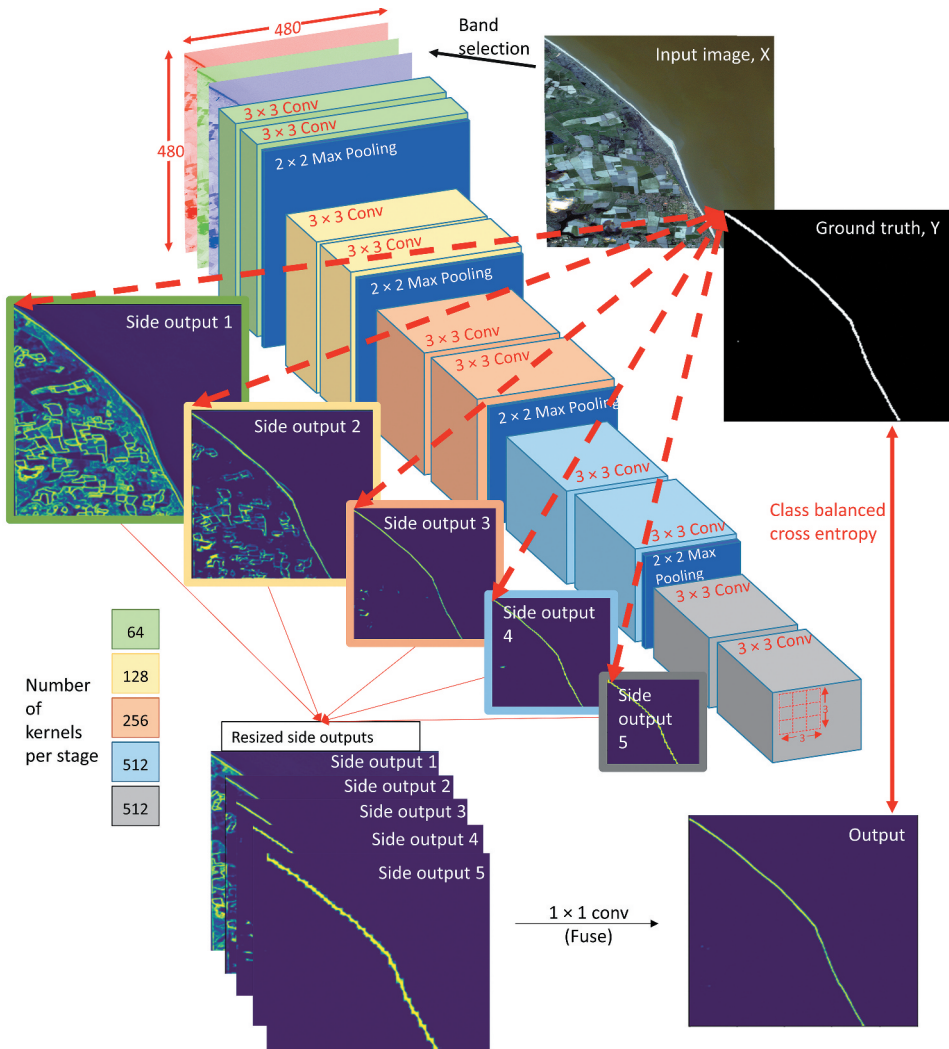 480
480
Band
selection
Input image, X
Ground truth, Y
3 × 3 Conv
3 × 3 Conv
2 × 2 Max Pooling
3 × 3 Conv
3 × 3 Conv
2 × 2 Max Pooling
3 × 3 Conv
3 × 3 Conv
2 × 2 Max Pooling
3 × 3 Conv
3 × 3 Conv
2 × 2 Max
Pooling
3 × 3 Conv
3 × 3 Conv
3
3
Side output 1
Side output 2
Side output 3
Side output
4
Side
output
5
Class balanced
cross entropy
Number
of
kernels
per stage
64
128
256
512
512
Resized side outputs
Side output 1
Side output 2
Side output 3
Side output 4
Side output 5
1 × 1 conv
(Fuse)
Output